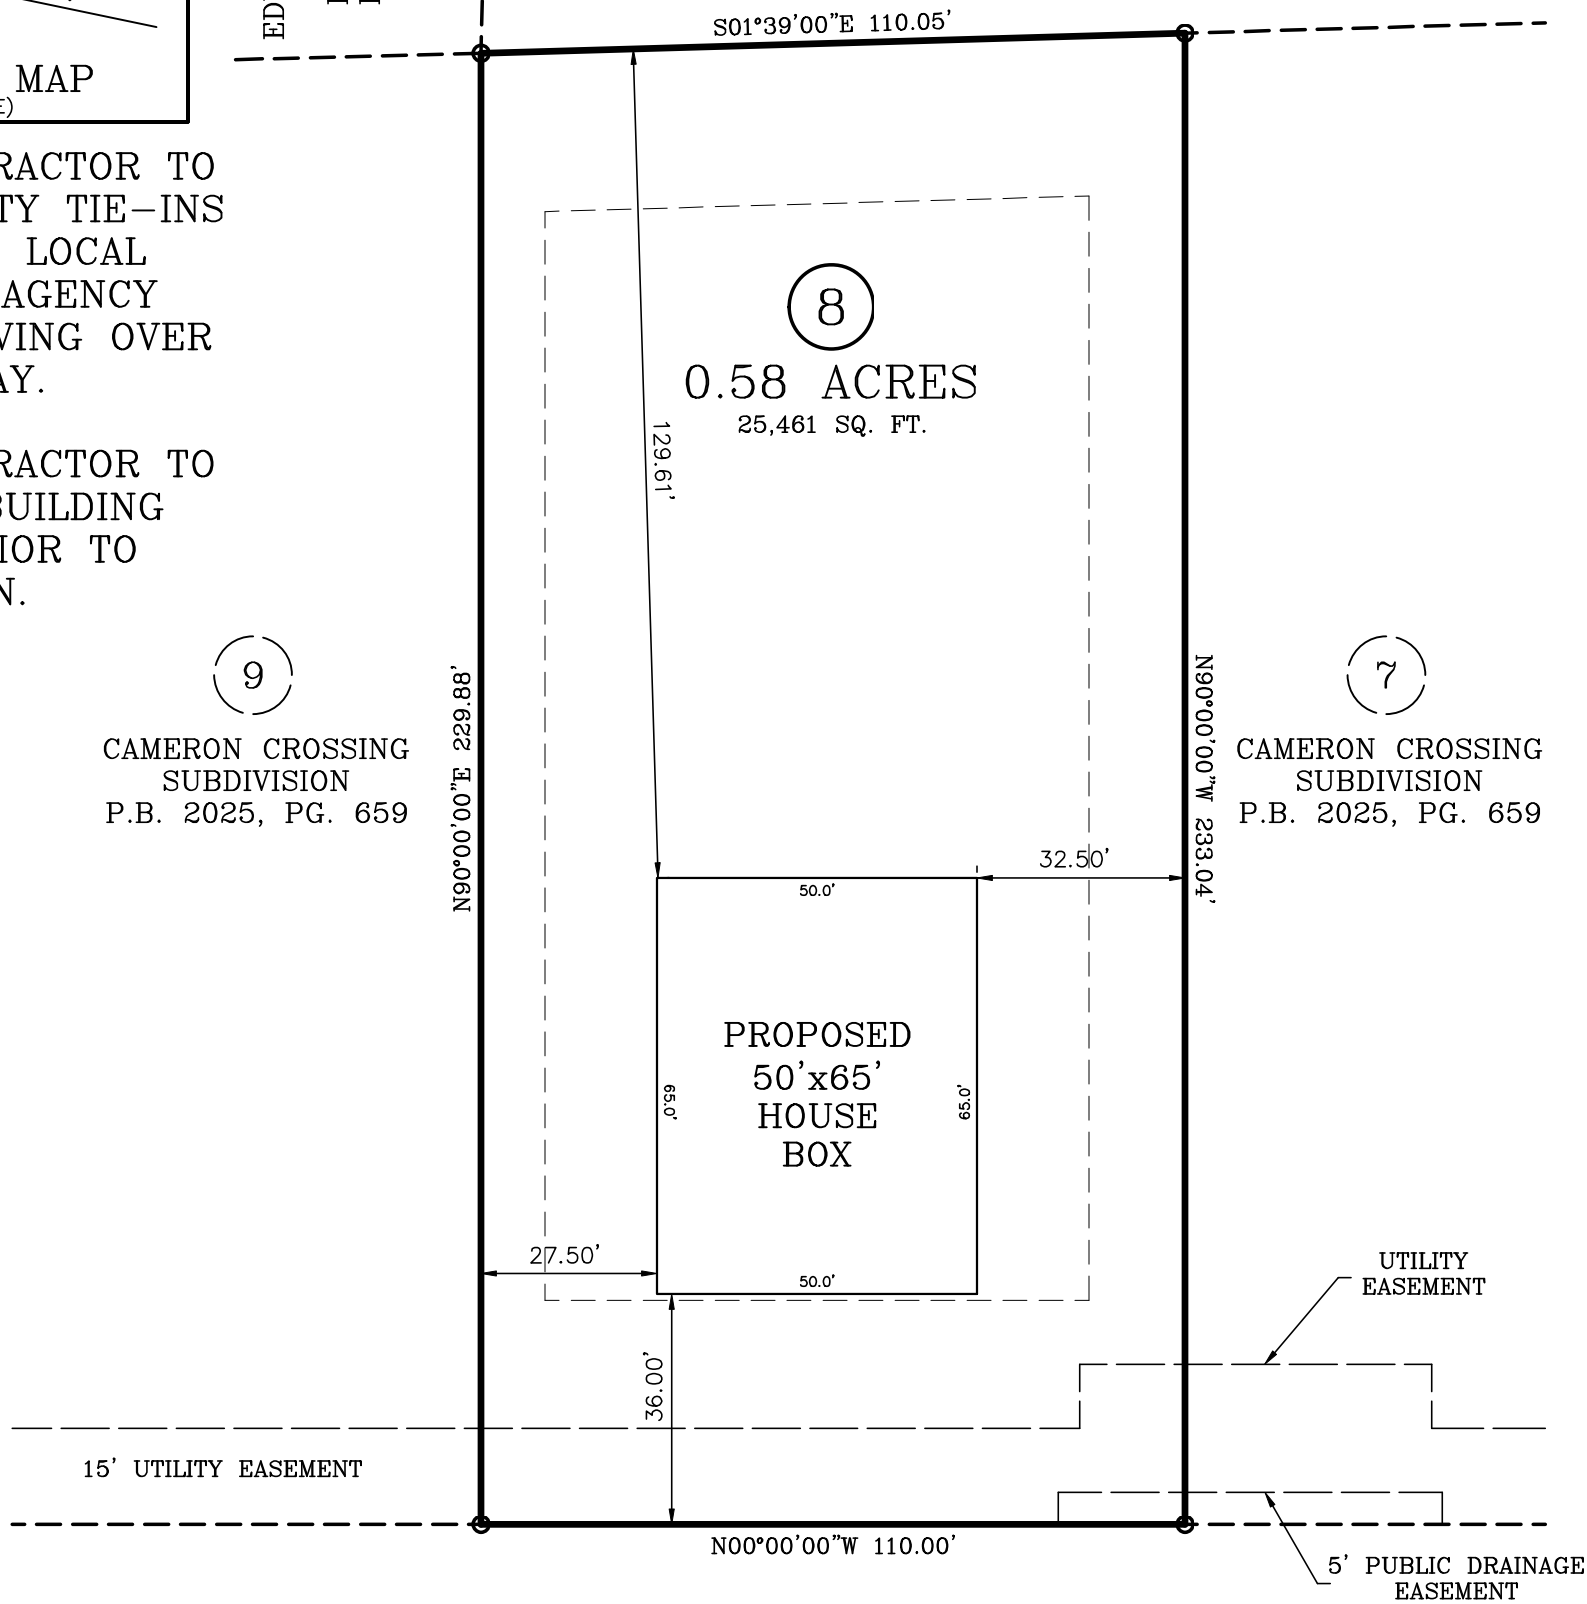 MAP
RACTOR TO
TY TIE-INS
LOCAL
AGENCY
VING OVER
AY.
RACTOR TO
BUILDING
IOR TO
N.
S01°39'00"E 110.05'
8
0.58 ACRES
25,461 SQ. FT.
129.61'
9
CAMERON CROSSING
SUBDIVISION
P.B. 2025, PG. 659
N90°00'00"E 229.88'
N90°00'00"W 233.04'
7
CAMERON CROSSING
SUBDIVISION
P.B. 2025, PG. 659
32.50'
50.0'
PROPOSED
50'x65'
HOUSE
BOX
65.0'
65.0'
27.50'
50.0'
36.00'
UTILITY
EASEMENT
15' UTILITY EASEMENT
N00°00'00"W 110.00'
5' PUBLIC DRAINAGE
EASEMENT